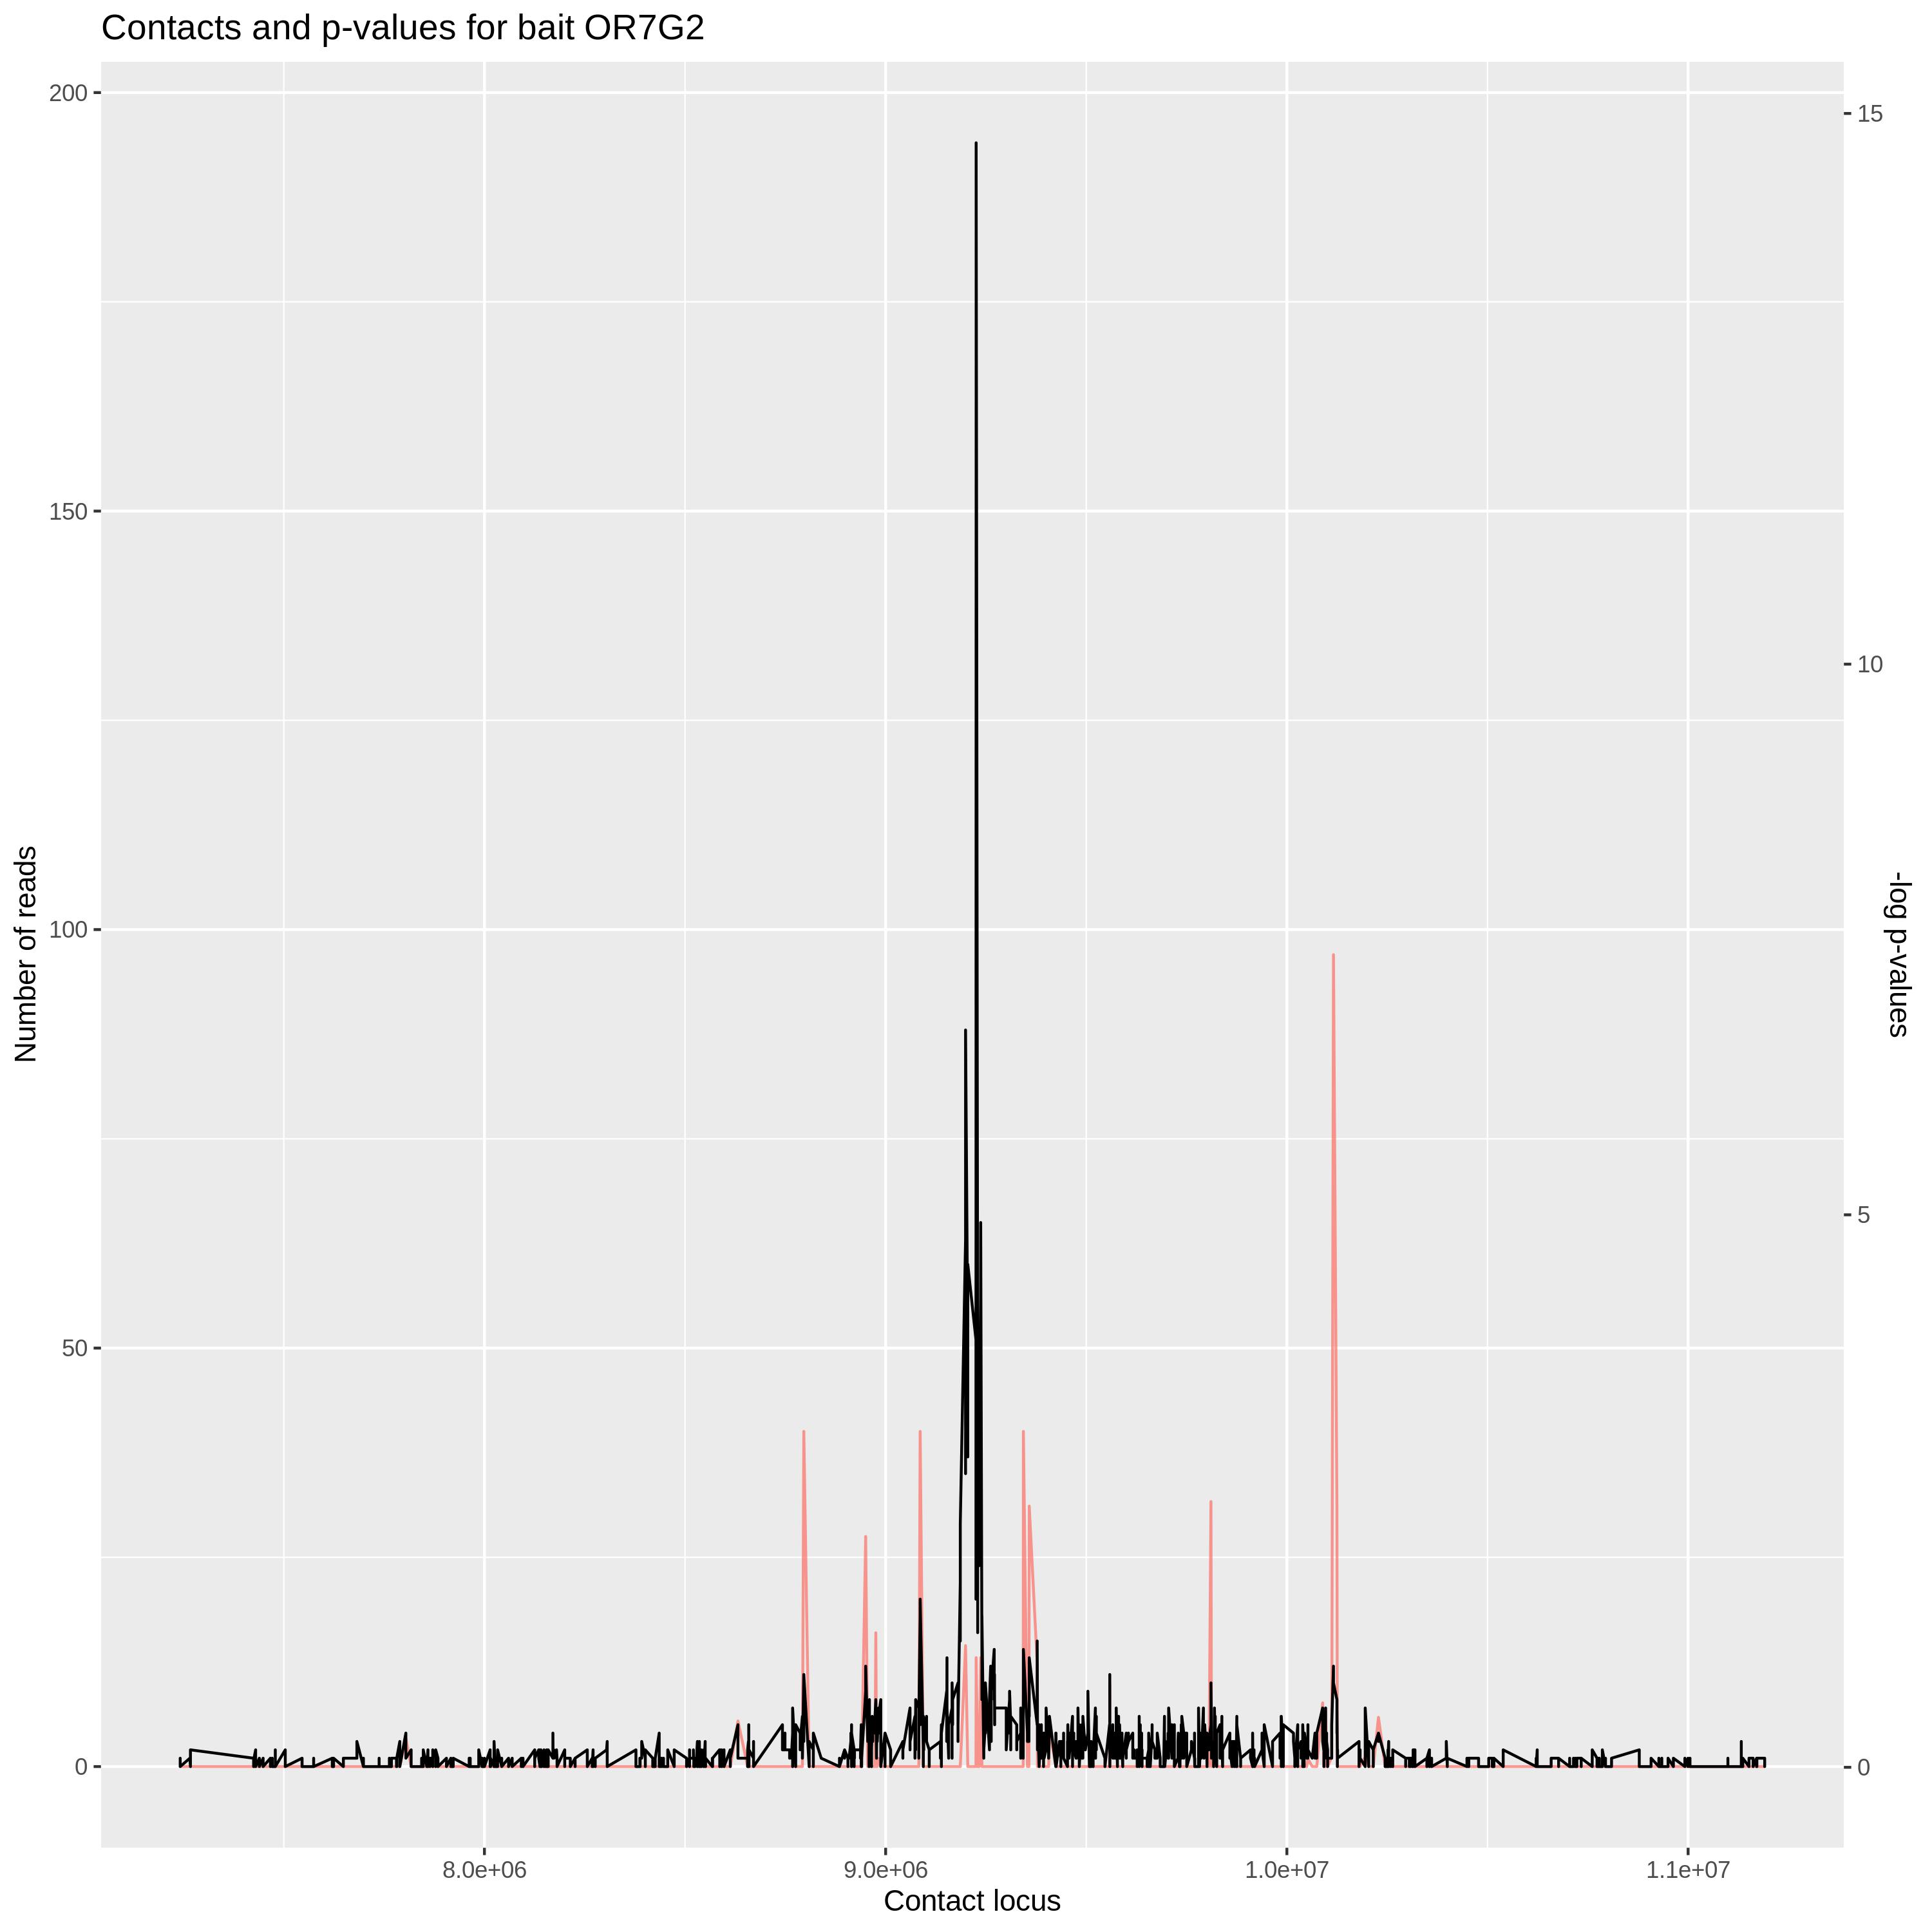 Contacts and p-values for bait OR7G2
200
150
100
50
0
Number of reads
15
10
5
0
-log p-values
8.0e+06
9.0e+06
1.0e+07
1.1e+07
Contact locus